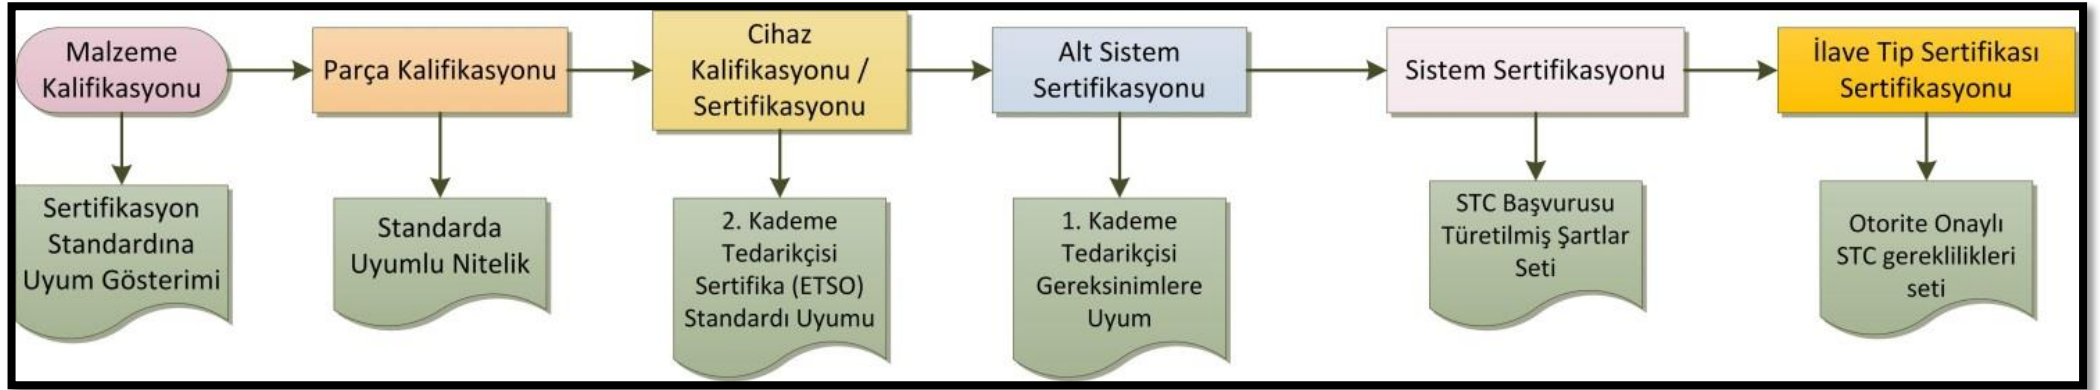 Malzeme
Kalifikasyonu
Parça Kalifikasyonu
Cihaz
Kalifikasyonu /
Sertifikasyonu
Alt Sistem
Sertifikasyonu
Sistem Sertifikasyonu
İlave Tip Sertifikası
Sertifikasyonu
Sertifikasyon
Standardına
Uyum Gösterimi
Standarda
Uyumlu Nitelik
2. Kademe
Tedarikçisi
Sertifika (ETSO)
Standardı Uyumu
1. Kademe
Tedarikçisi
Gereksinimlere
Uyum
STC Başvurusu
Türetilmiş Şartlar
Seti
Otorite Onaylı
STC gereklilikleri
seti